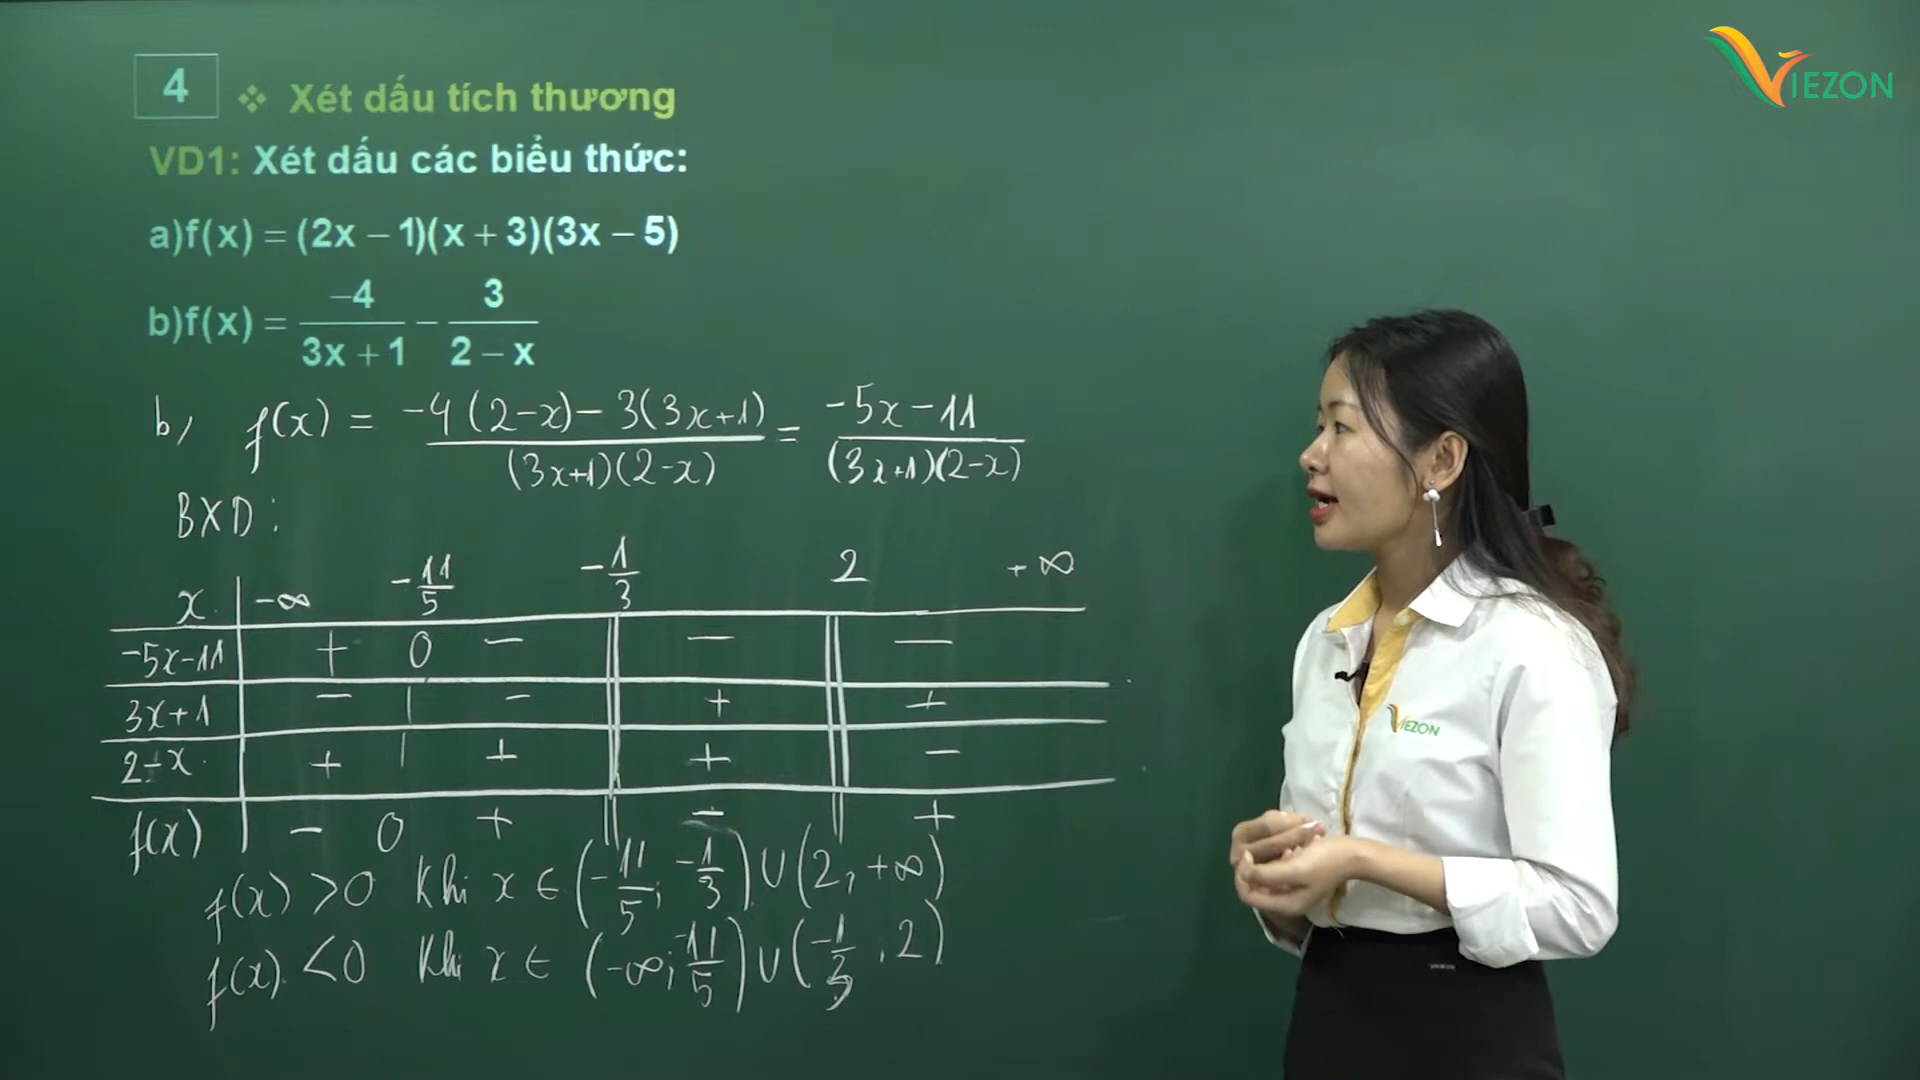 VIEZON
4 ❖ Xét dấu tích thương
VD1: Xét dấu các biểu thức:
a)f(x) = (2x − 1)(x + 3)(3x − 5)
b)f(x) = −4/(3x + 1) − 3/(2 − x)
b, f(x) = (-4(2-x)-3(3x+1))/((3x+1)(2-x)) = (-5x-11)/((3x+1)(2-x))
BXD:
x -∞ -11/5 -1/3 2 +∞
-5x-11 + 0 - || - || -
3x+1 - | - || + || +
2-x + | + || + || -
f(x) - 0 + || - || +
f(x) >0 Khi x ∈ (-11/5; -1/3) ∪ (2, +∞)
f(x) <0 Khi x ∈ (-∞; -11/5) ∪ (-1/3, 2)
VIEZON